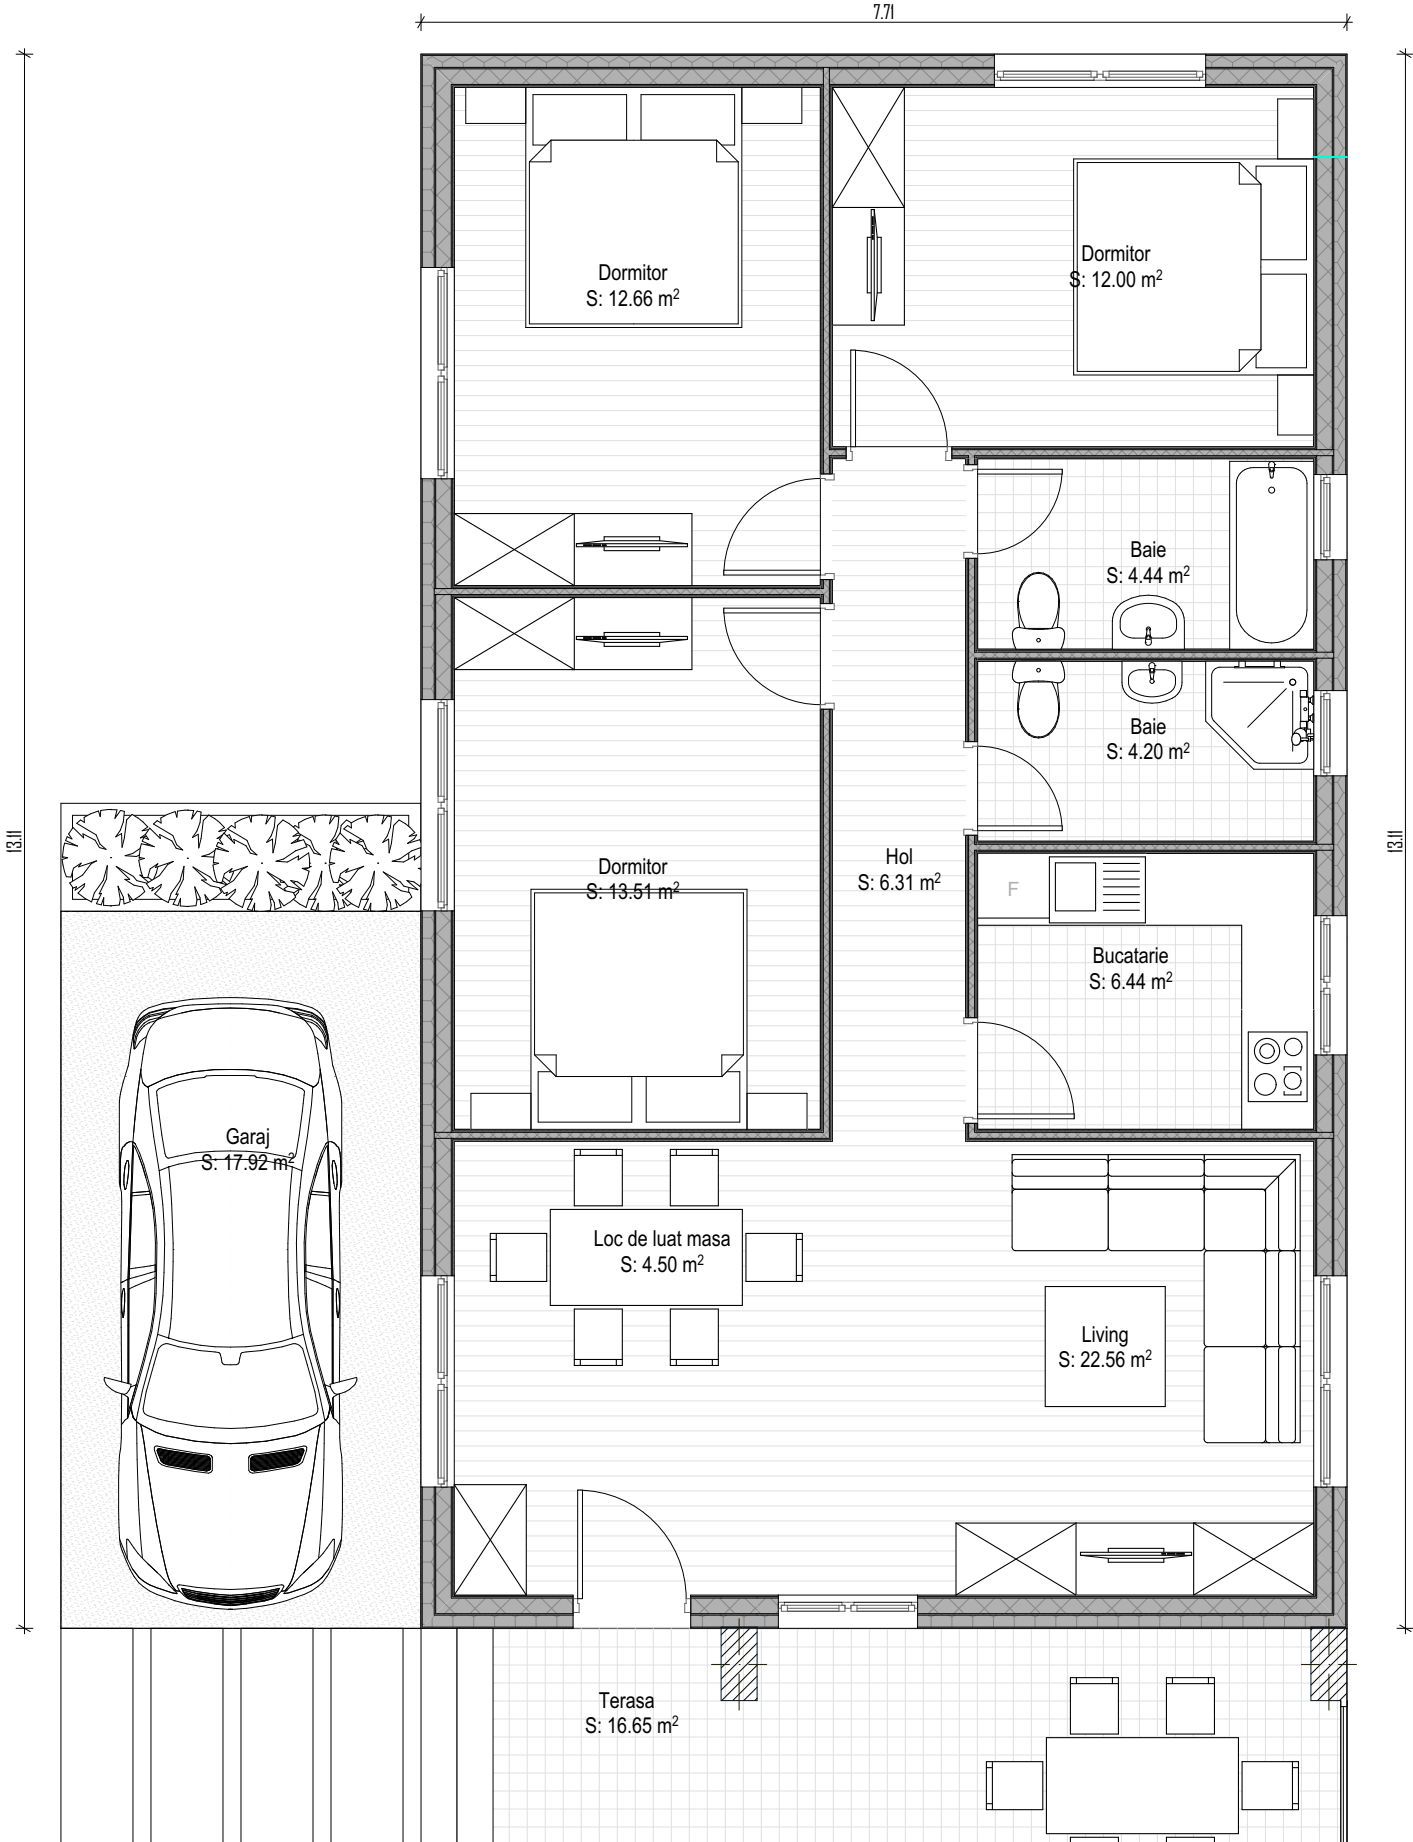 7.71
Dormitor
S: 12.66 m²
Dormitor
S: 12.00 m²
Baie
S: 4.44 m²
Baie
S: 4.20 m²
13.11
13.11
Dormitor
S: 13.51 m²
Hol
S: 6.31 m²
F
Bucatarie
S: 6.44 m²
Garaj
S: 17.92 m²
Loc de luat masa
S: 4.50 m²
Living
S: 22.56 m²
Terasa
S: 16.65 m²